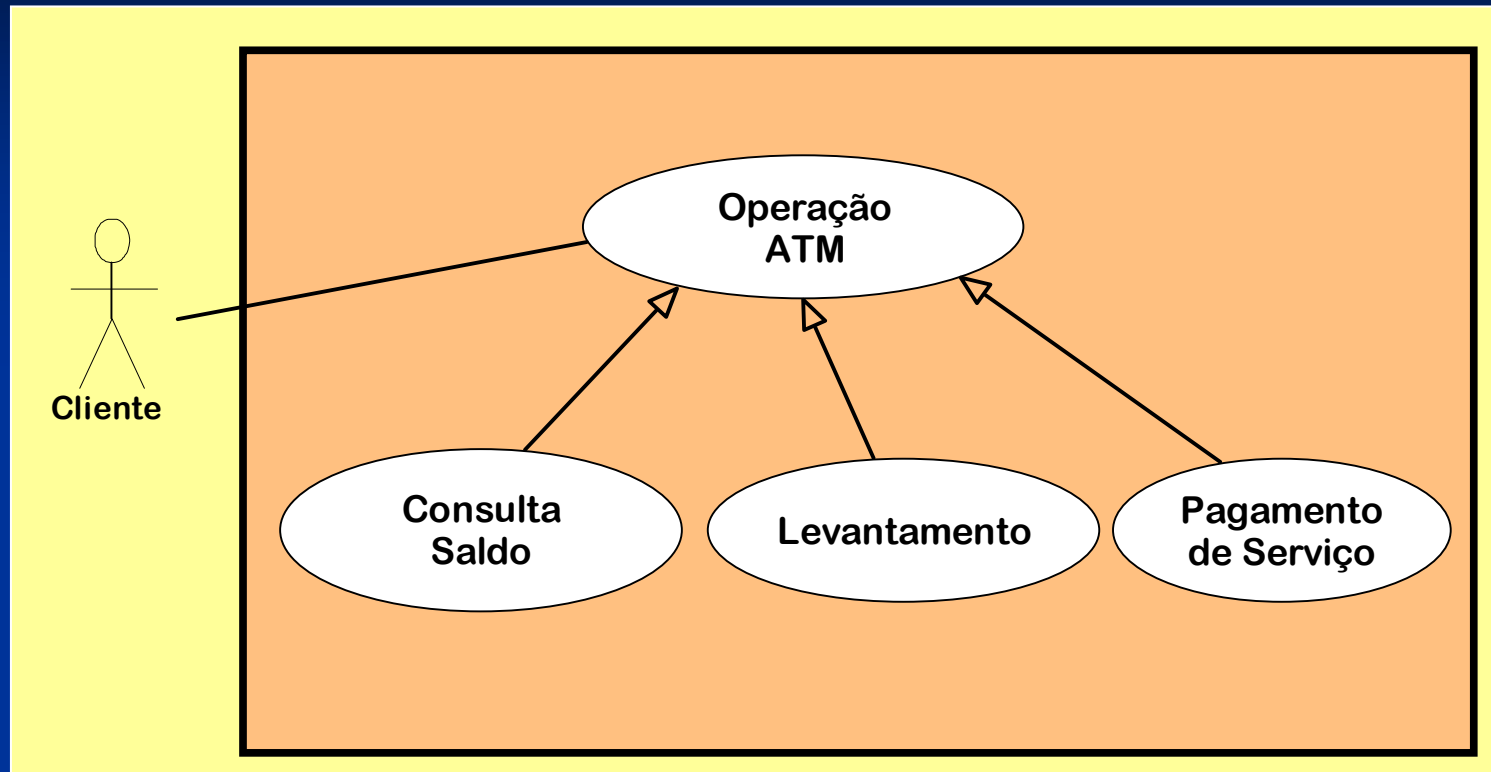 Operação
ATM
Cliente
Consulta
Saldo
Levantamento
Pagamento
de Serviço